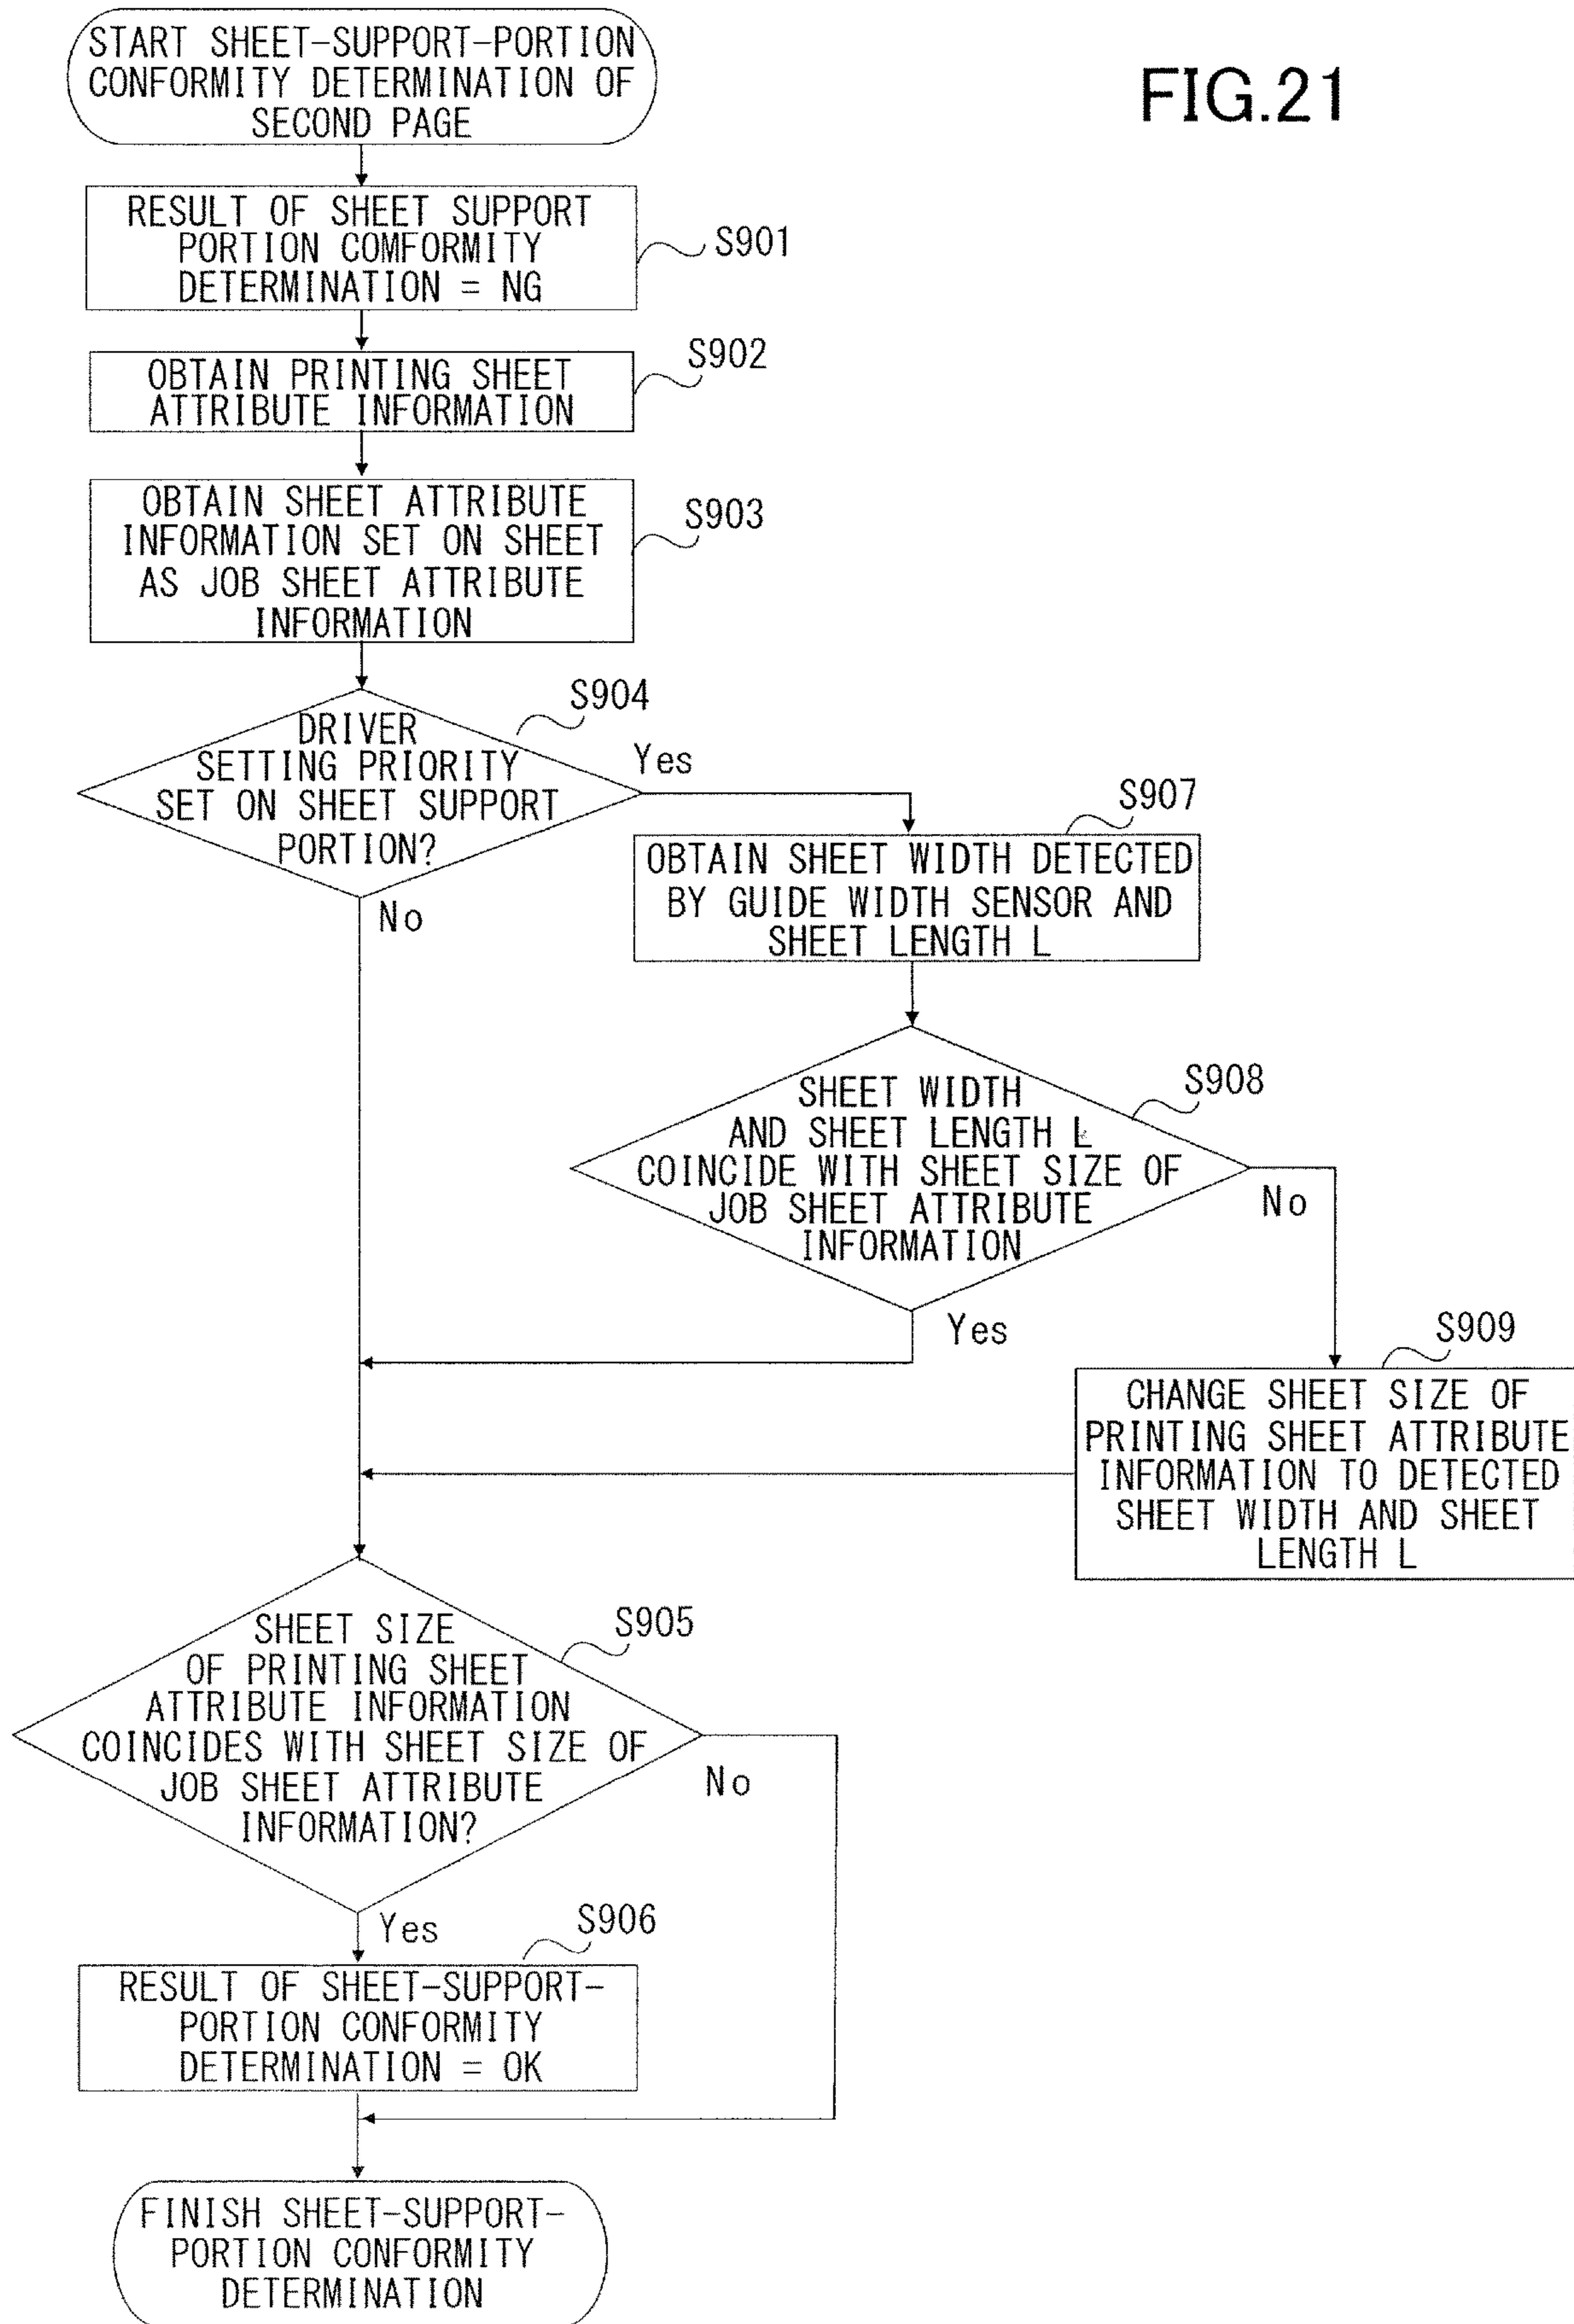 START SHEET-SUPPORT-PORTION
CONFORMITY DETERMINATION OF
SECOND PAGE
FIG.21
RESULT OF SHEET SUPPORT
PORTION COMFORMITY
DETERMINATION = NG
S901
OBTAIN PRINTING SHEET
ATTRIBUTE INFORMATION
S902
OBTAIN SHEET ATTRIBUTE
INFORMATION SET ON SHEET
AS JOB SHEET ATTRIBUTE
INFORMATION
S903
DRIVER
SETTING PRIORITY
SET ON SHEET SUPPORT
PORTION?
S904
Yes
No
S907
OBTAIN SHEET WIDTH DETECTED
BY GUIDE WIDTH SENSOR AND
SHEET LENGTH L
SHEET WIDTH
AND SHEET LENGTH L
COINCIDE WITH SHEET SIZE OF
JOB SHEET ATTRIBUTE
INFORMATION
S908
No
Yes
S909
CHANGE SHEET SIZE OF
PRINTING SHEET ATTRIBUTE
INFORMATION TO DETECTED
SHEET WIDTH AND SHEET
LENGTH L
SHEET SIZE
OF PRINTING SHEET
ATTRIBUTE INFORMATION
COINCIDES WITH SHEET SIZE OF
JOB SHEET ATTRIBUTE
INFORMATION?
S905
No
Yes
S906
RESULT OF SHEET-SUPPORT-
PORTION CONFORMITY
DETERMINATION = OK
FINISH SHEET-SUPPORT-
PORTION CONFORMITY
DETERMINATION